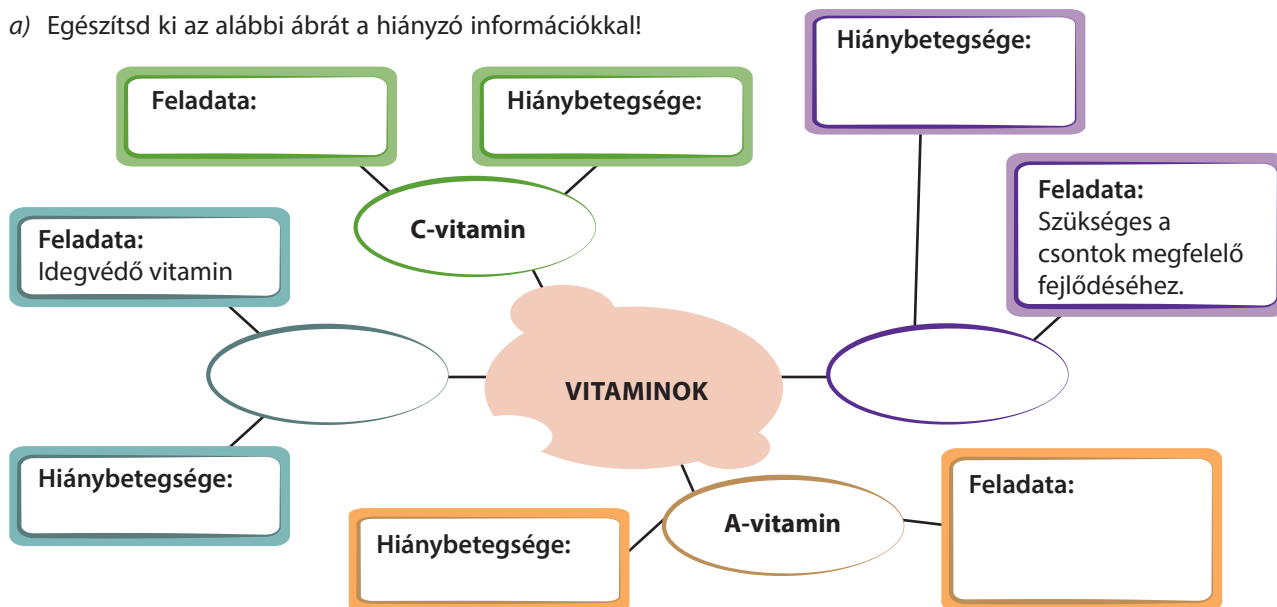 a) Egészítsd ki az alábbi ábrát a hiányzó információkkal!
Hiánybetegsége:
Feladata:
Hiánybetegsége:
Feladata:
Szükséges a
csontok megfelelő
fejlődéséhez.
C-vitamin
Feladata:
Idegvédő vitamin
VITAMINOK
Hiánybetegsége:
Feladata:
A-vitamin
Hiánybetegsége: